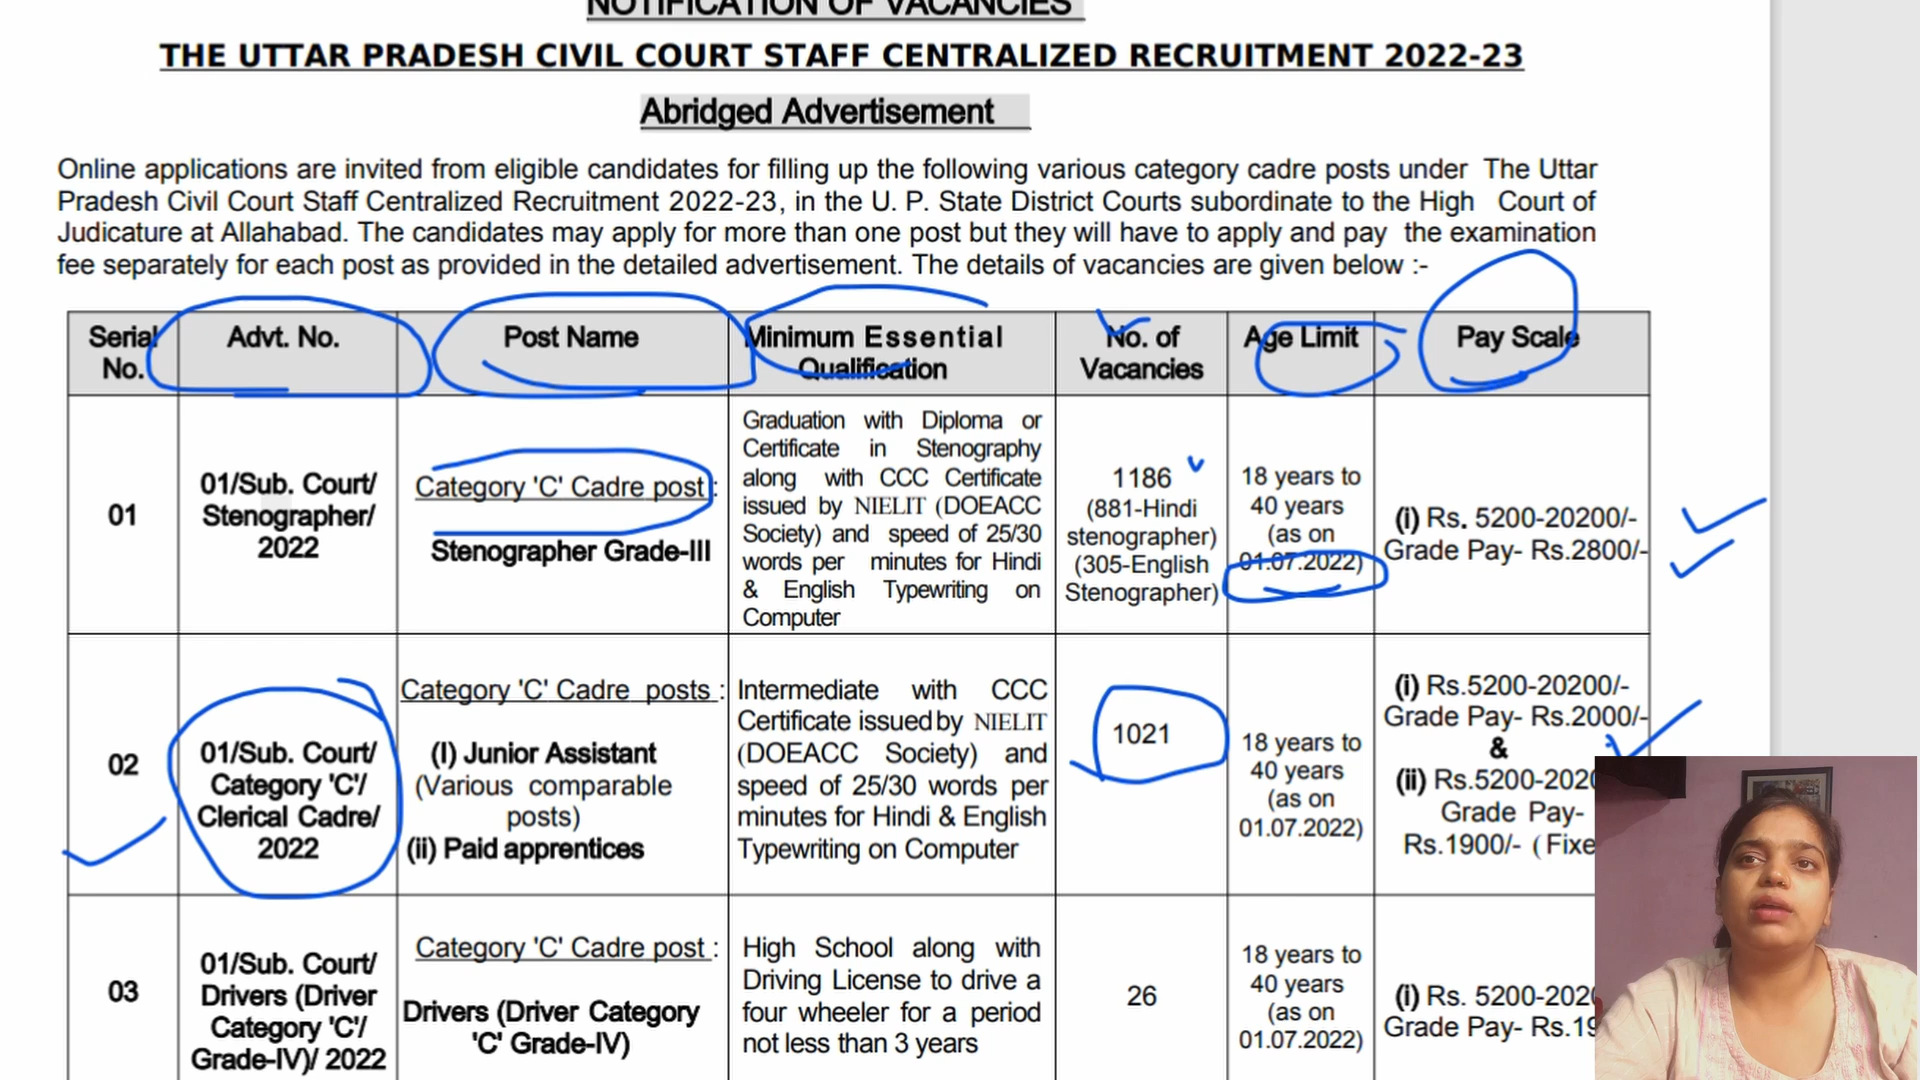 NOTIFICATION OF VACANCIES
THE UTTAR PRADESH CIVIL COURT STAFF CENTRALIZED RECRUITMENT 2022-23
Abridged Advertisement
Online applications are invited from eligible candidates for filling up the following various category cadre posts under The Uttar
Pradesh Civil Court Staff Centralized Recruitment 2022-23, in the U. P. State District Courts subordinate to the High Court of
Judicature at Allahabad. The candidates may apply for more than one post but they will have to apply and pay the examination
fee separately for each post as provided in the detailed advertisement. The details of vacancies are given below :-
Serial
No.
Advt. No.
Post Name
Minimum Essential
Qualification
No. of
Vacancies
Age Limit
Pay Scale
01
01/Sub. Court/
Stenographer/
2022
Category 'C' Cadre post :
Stenographer Grade-III
Graduation with Diploma or
Certificate in Stenography
along with CCC Certificate
issued by NIELIT (DOEACC
Society) and speed of 25/30
words per minutes for Hindi
& English Typewriting on
Computer
1186
(881-Hindi
stenographer)
(305-English
Stenographer)
18 years to
40 years
(as on
01.07.2022)
(i) Rs. 5200-20200/-
Grade Pay- Rs.2800/-
02
01/Sub. Court/
Category 'C'/
Clerical Cadre/
2022
Category 'C' Cadre posts :
(I) Junior Assistant
(Various comparable
posts)
(ii) Paid apprentices
Intermediate with CCC
Certificate issued by NIELIT
(DOEACC Society) and
speed of 25/30 words per
minutes for Hindi & English
Typewriting on Computer
1021
18 years to
40 years
(as on
01.07.2022)
(i) Rs.5200-20200/-
Grade Pay- Rs.2000/-
&
(ii) Rs.5200-202
Grade Pay-
Rs.1900/- (Fixe
03
01/Sub. Court/
Drivers (Driver
Category 'C'/
Grade-IV)/ 2022
Category 'C' Cadre post :
Drivers (Driver Category
'C' Grade-IV)
High School along with
Driving License to drive a
four wheeler for a period
not less than 3 years
26
18 years to
40 years
(as on
01.07.2022)
(i) Rs. 5200-202
Grade Pay- Rs.19